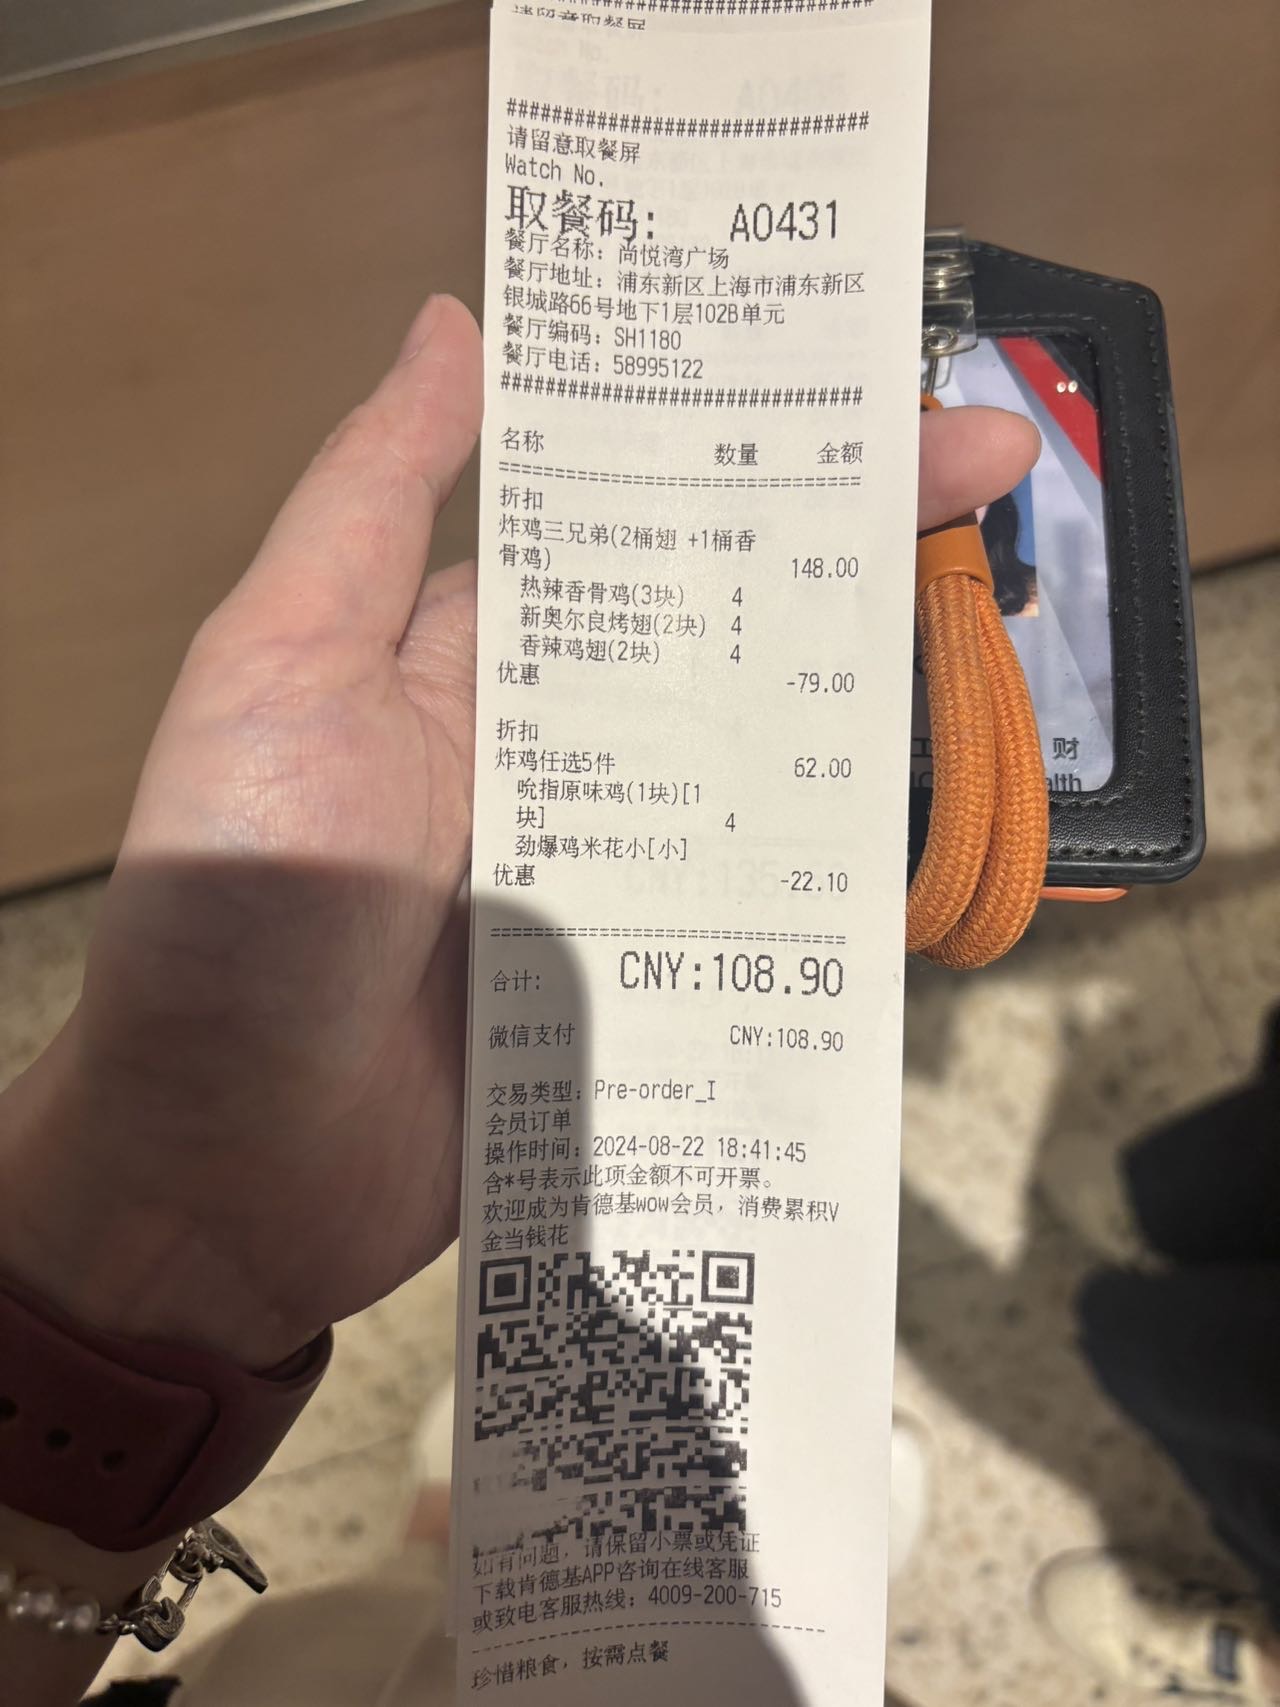 请留意取餐屏
##############################
请留意取餐屏
Watch No.
取餐码: A0431
餐厅名称: 尚悦湾广场
餐厅地址: 浦东新区上海市浦东新区
银城路66号地下1层102B单元
餐厅编码: SH1180
餐厅电话: 58995122
##############################
名称 数量 金额
==============================
折扣
炸鸡三兄弟(2桶翅 +1桶香
骨鸡) 148.00
热辣香骨鸡(3块) 4
新奥尔良烤翅(2块) 4
香辣鸡翅(2块) 4
优惠 -79.00
折扣
炸鸡任选5件 62.00
吮指原味鸡(1块)[1
块] 4
劲爆鸡米花小[小]
优惠 -22.10
==============================
合计: CNY:108.90
微信支付 CNY:108.90
交易类型: Pre-order_I
会员订单
操作时间: 2024-08-22 18:41:45
含*号表示此项金额不可开票。
欢迎成为肯德基wow会员，消费累积V
金当钱花
如有问题，请保留小票或凭证
下载肯德基APP咨询在线客服
或致电客服热线: 4009-200-715
------------------------------
珍惜粮食，按需点餐
财
alth